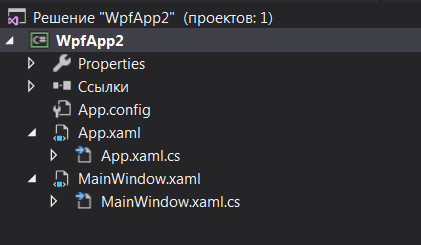 Решение "WpfApp2" (проектов: 1)
C# WpfApp2
Properties
Ссылки
App.config
App.xaml
App.xaml.cs
MainWindow.xaml
MainWindow.xaml.cs